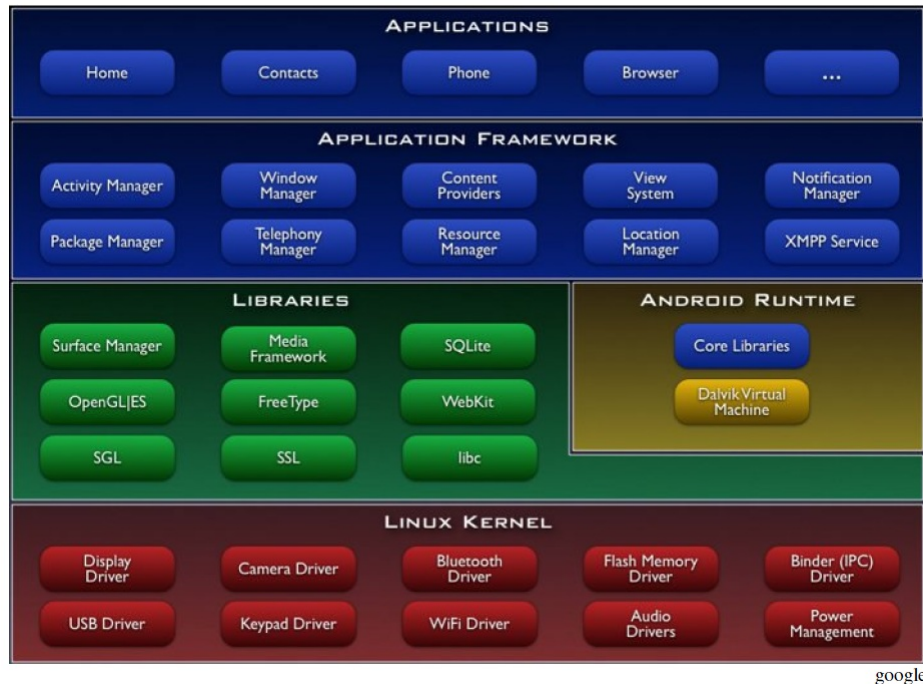 APPLICATIONS
Home Contacts Phone Browser ...
APPLICATION FRAMEWORK
Activity Manager Window Manager Content Providers View System Notification Manager
Package Manager Telephony Manager Resource Manager Location Manager XMPP Service
LIBRARIES
Surface Manager Media Framework SQLite
OpenGL|ES FreeType WebKit
SGL SSL libc
ANDROID RUNTIME
Core Libraries
Dalvik Virtual Machine
LINUX KERNEL
Display Driver Camera Driver Bluetooth Driver Flash Memory Driver Binder (IPC) Driver
USB Driver Keypad Driver WiFi Driver Audio Drivers Power Management
google